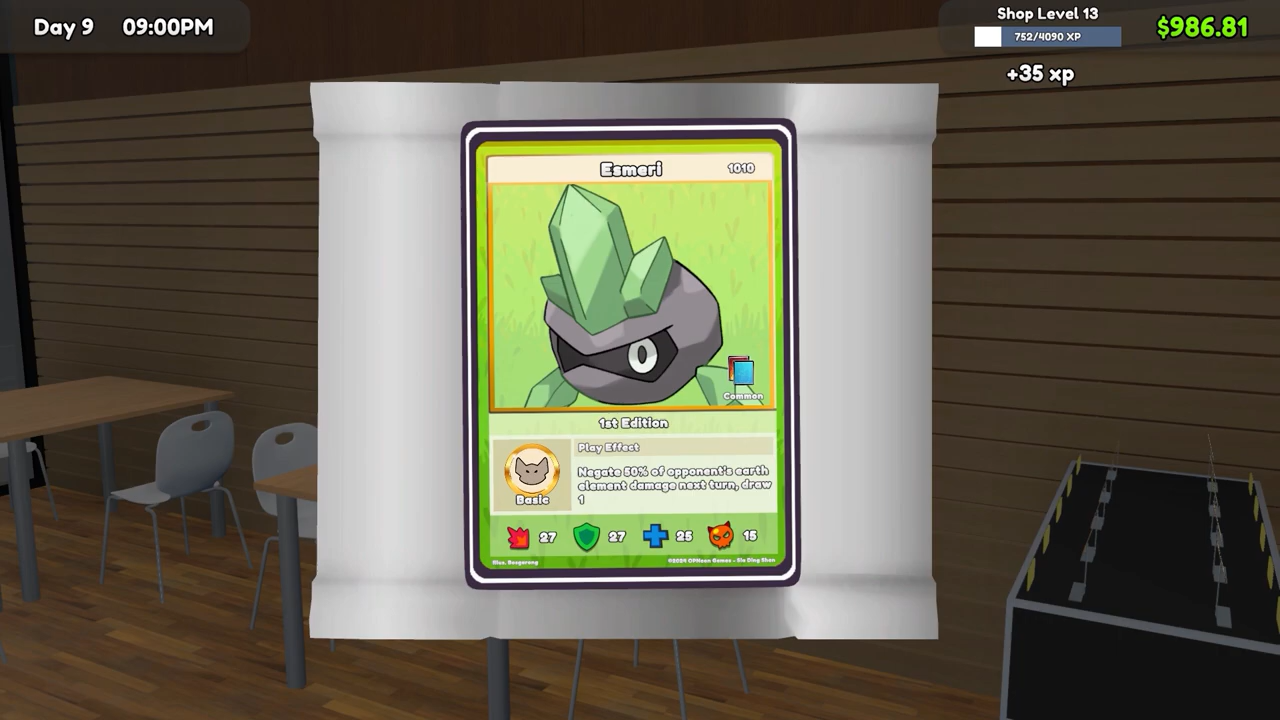 Day 9 09:00PM
Shop Level 13
752/4090 XP
$986.81
+35 xp
Esmeri 1010
Common
1st Edition
Play Effect
Negate 50% of opponent's earth
element damage next turn, draw
1
Basic
27 27 25 15